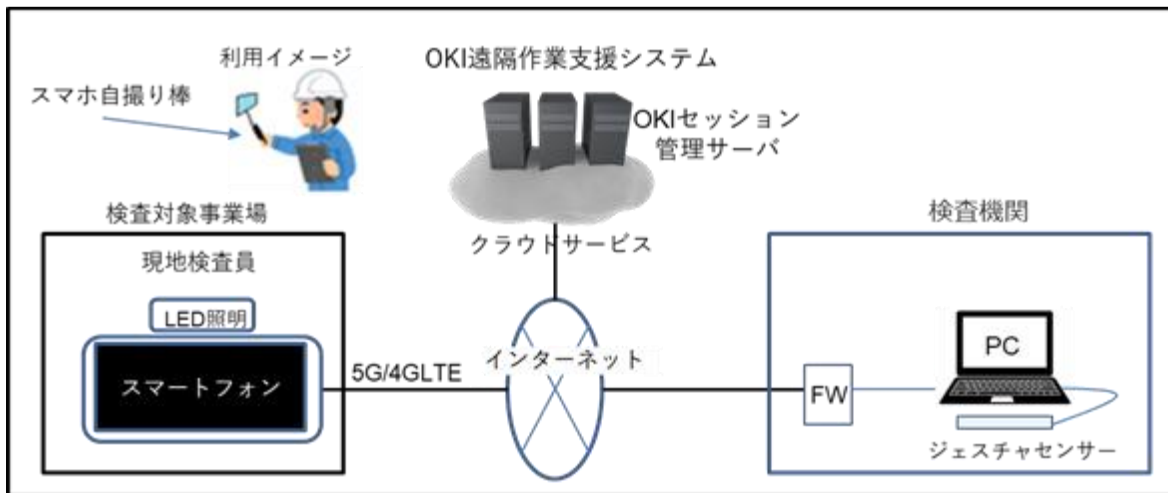 利用イメージ
スマホ自撮り棒
OKI遠隔作業支援システム
OKIセッション
管理サーバ
クラウドサービス
検査対象事業場
現地検査員
LED照明
スマートフォン
5G/4GLTE
インターネット
検査機関
FW
PC
ジェスチャセンサー